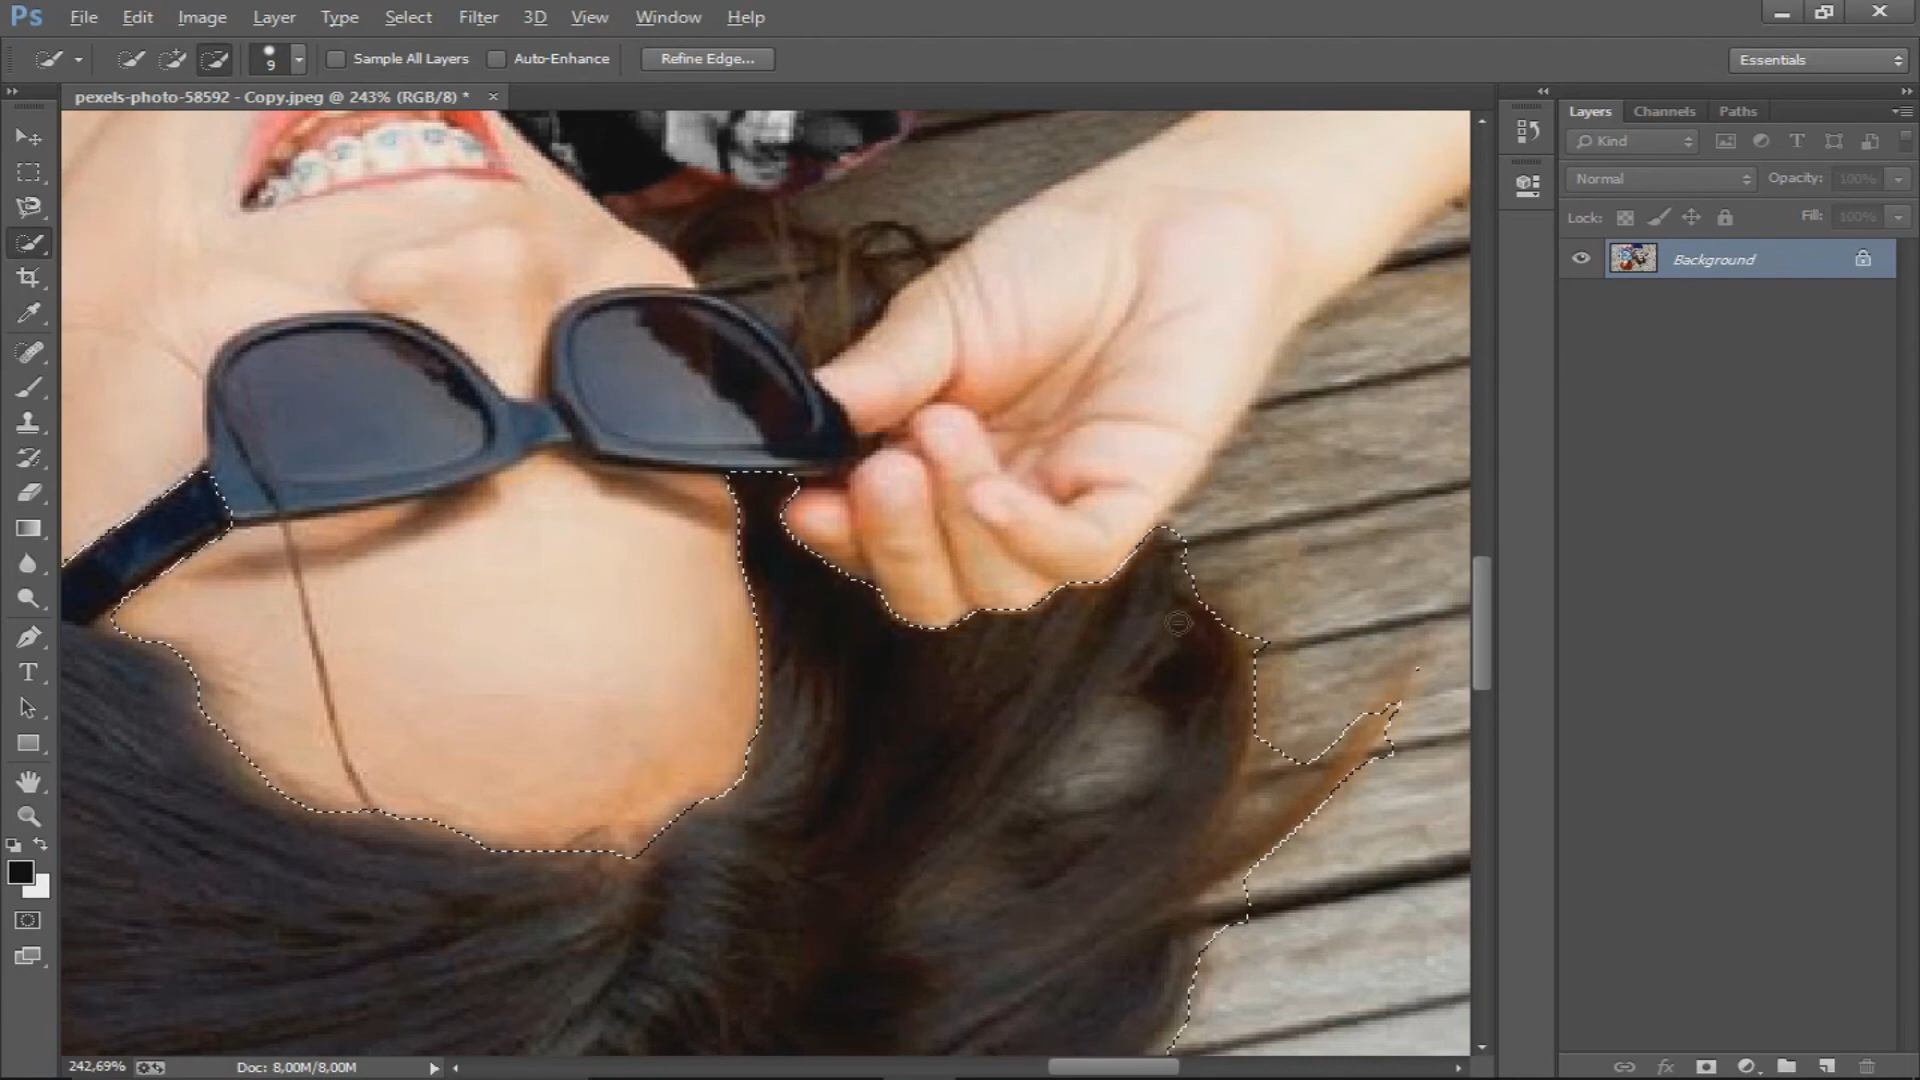 Ps File Edit Image Layer Type Select Filter 3D View Window Help
9 Sample All Layers Auto-Enhance Refine Edge... Essentials
pexels-photo-58592 - Copy.jpeg @ 243% (RGB/8) * ×
Layers Channels Paths
Kind
Normal Opacity: 100%
Lock: Fill: 100%
Background
242,69% Doc: 8,00M/8,00M